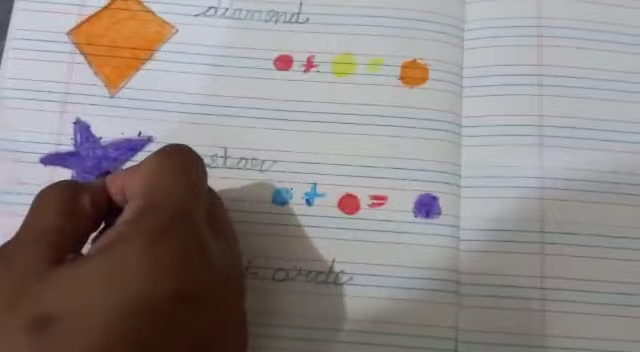 diamond
+ =
star
+ =
circle